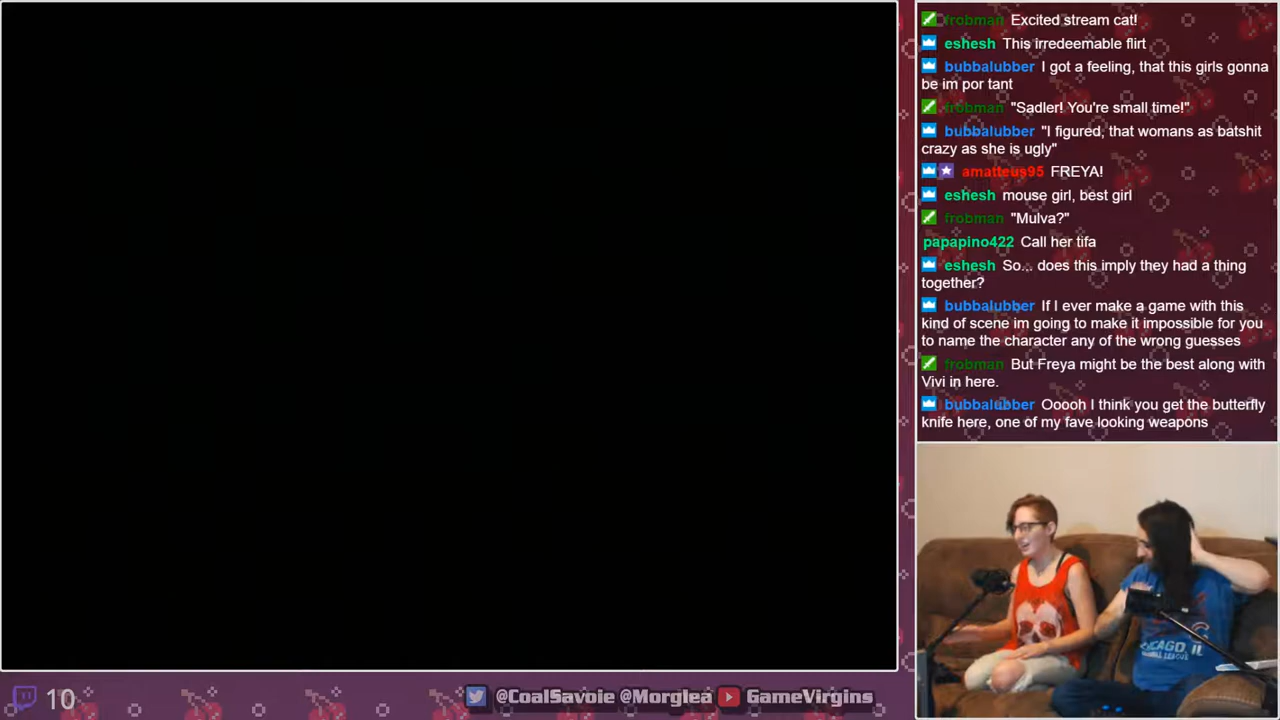 frobman Excited stream cat!
eshesh This irredeemable flirt
bubbalubber I got a feeling, that this girls gonna
be im por tant
frobman "Sadler! You're small time!"
bubbalubber "I figured, that womans as batshit
crazy as she is ugly"
amatteus95 FREYA!
eshesh mouse girl, best girl
frobman "Mulva?"
papapino422 Call her tifa
eshesh So... does this imply they had a thing
together?
bubbalubber If I ever make a game with this
kind of scene im going to make it impossible for you
to name the character any of the wrong guesses
frobman But Freya might be the best along with
Vivi in here.
bubbalubber Ooooh I think you get the butterfly
knife here, one of my fave looking weapons
CHICAGO, IL
10 @CoalSavoie @Morglea GameVirgins